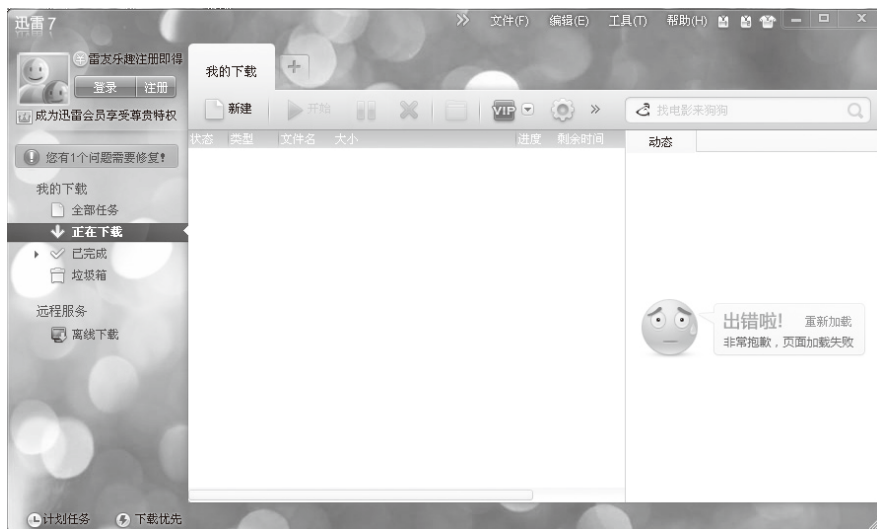 迅雷7
文件(F) 编辑(E) 工具(T) 帮助(H)
雷友乐趣注册即得
登录 注册
成为迅雷会员享受尊贵特权
您有1个问题需要修复!
我的下载
全部任务
正在下载
已完成
垃圾箱
远程服务
离线下载
计划任务 下载优先
我的下载
新建 开始 VIP
状态 类型 文件名 大小 进度 剩余时间
找电影来狗狗
动态
出错啦! 重新加载
非常抱歉，页面加载失败